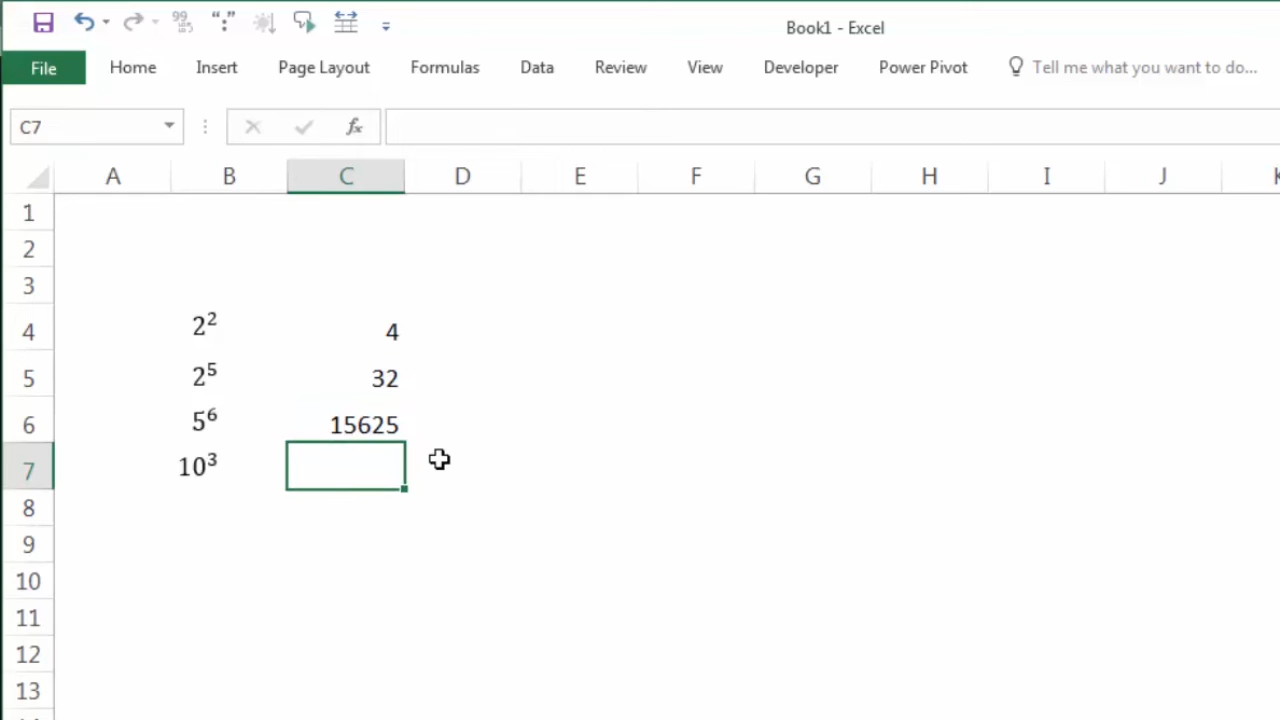 Book1 - Excel
File Home Insert Page Layout Formulas Data Review View Developer Power Pivot Tell me what you want to do...
C7 fx
A B C D E F G H I J K
1
2
3
4 2² 4
5 2⁵ 32
6 5⁶ 15625
7 10³
8
9
10
11
12
13